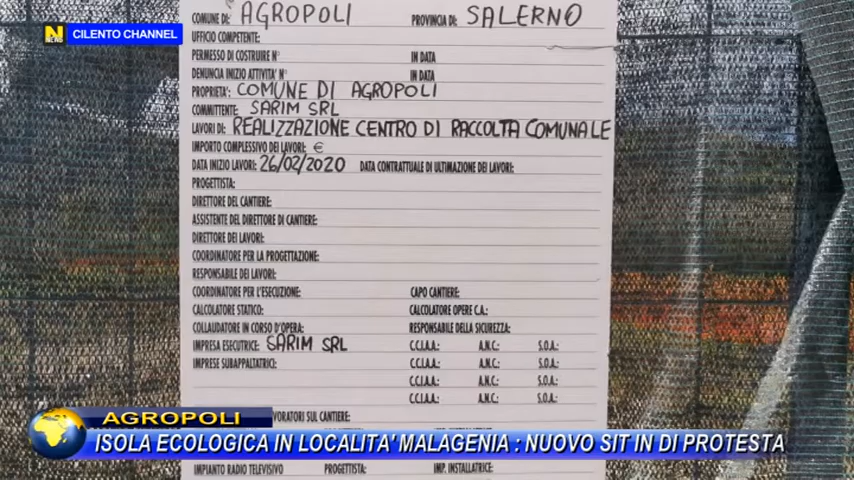 N NEWS CILENTO CHANNEL
COMUNE DI: AGROPOLI PROVINCIA DI: SALERNO
UFFICIO COMPETENTE:
PERMESSO DI COSTRUIRE N° IN DATA
DENUNCIA INIZIO ATTIVITA' N° IN DATA
PROPRIETA': COMUNE DI AGROPOLI
COMMITTENTE: SARIM SRL
LAVORI DI: REALIZZAZIONE CENTRO DI RACCOLTA COMUNALE
IMPORTO COMPLESSIVO DEI LAVORI: €
DATA INIZIO LAVORI: 26/02/2020 DATA CONTRATTUALE DI ULTIMAZIONE DEI LAVORI:
PROGETTISTA:
DIRETTORE DEL CANTIERE:
ASSISTENTE DEL DIRETTORE DI CANTIERE:
DIRETTORE DEI LAVORI:
COORDINATORE PER LA PROGETTAZIONE:
RESPONSABILE DEI LAVORI:
COORDINATORE PER L'ESECUZIONE: CAPO CANTIERE:
CALCOLATORE STATICO: CALCOLATORE OPERE C.A.:
COLLAUDATORE IN CORSO D'OPERA: RESPONSABILE DELLA SICUREZZA:
IMPRESA ESECUTRICE: SARIM SRL C.C.I.A.A.: A.N.C.: S.O.A.:
IMPRESE SUBAPPALTATRICI: C.C.I.A.A.: A.N.C.: S.O.A.:
C.C.I.A.A.: A.N.C.: S.O.A.:
C.C.I.A.A.: A.N.C.: S.O.A.:
AGROPOLI SUL CANTIERE:
ISOLA ECOLOGICA IN LOCALITA' MALAGENIA : NUOVO SIT IN DI PROTESTA
IMPIANTO RADIO TELEVISIVO PROGETTISTA: IMP. INSTALLATRICE: